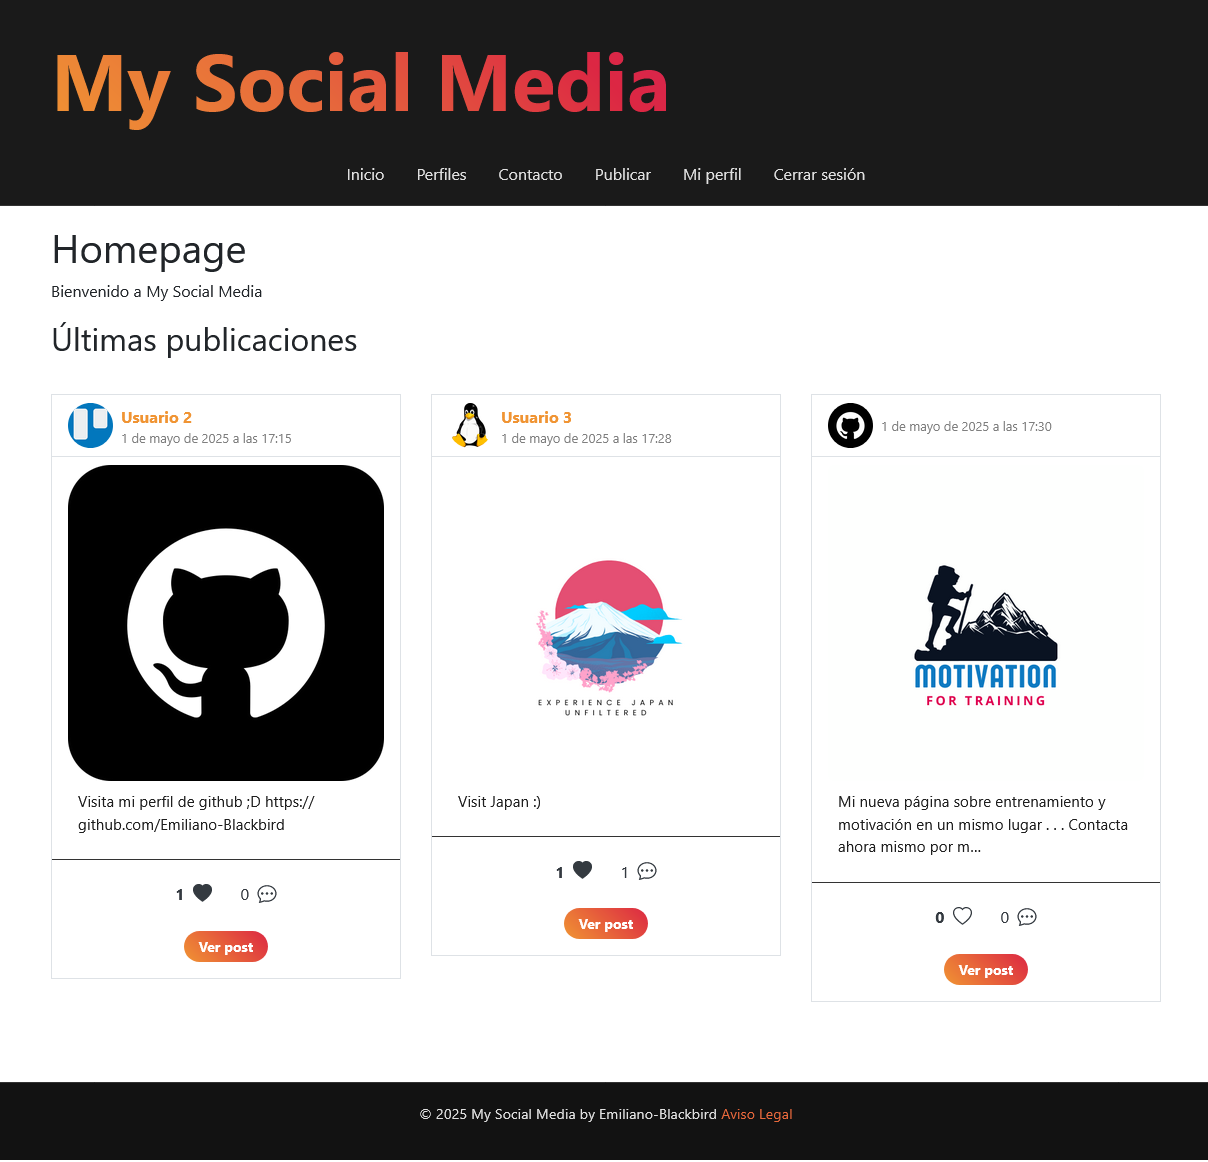 My Social Media
Inicio Perfiles Contacto Publicar Mi perfil Cerrar sesión
Homepage
Bienvenido a My Social Media
Últimas publicaciones
Usuario 2
1 de mayo de 2025 a las 17:15
Visita mi perfil de github ;D https://
github.com/Emiliano-Blackbird
1 0
Ver post
Usuario 3
1 de mayo de 2025 a las 17:28
EXPERIENCE JAPAN
UNFILTERED
Visit Japan :)
1 1
Ver post
1 de mayo de 2025 a las 17:30
MOTIVATION
FOR TRAINING
Mi nueva página sobre entrenamiento y
motivación en un mismo lugar . . . Contacta
ahora mismo por m...
0 0
Ver post
© 2025 My Social Media by Emiliano-Blackbird Aviso Legal